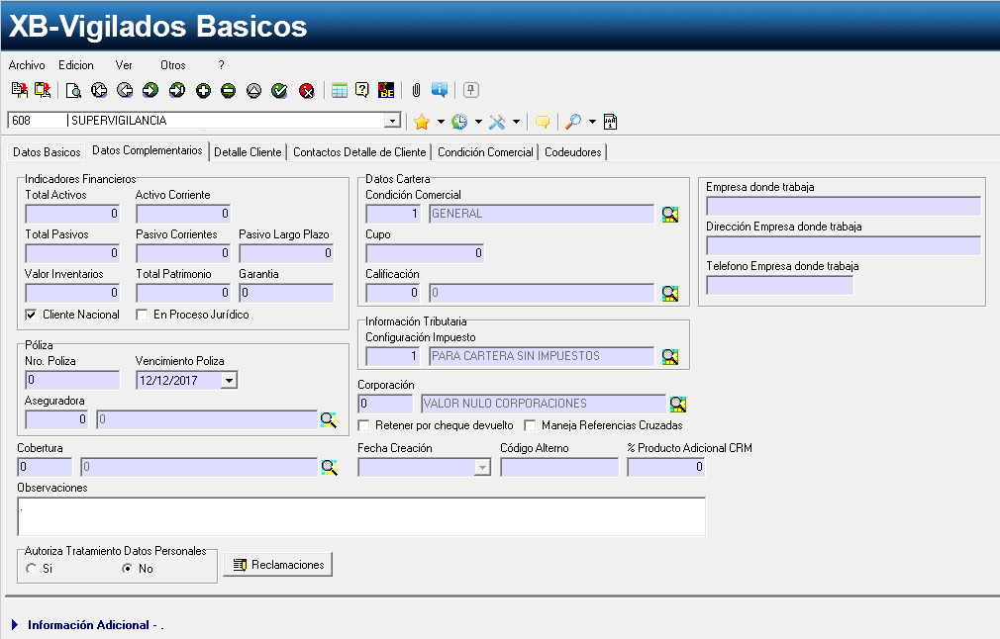 XB-Vigilados Basicos
Archivo Edicion Ver Otros ?
608 SUPERVIGILANCIA
Datos Basicos Datos Complementarios Detalle Cliente Contactos Detalle de Cliente Condición Comercial Codeudores
Indicadores Financieros
Total Activos Activo Corriente
0 0
Total Pasivos Pasivo Corrientes Pasivo Largo Plazo
0 0 0
Valor Inventarios Total Patrimonio Garantia
0 0 0
Cliente Nacional En Proceso Jurídico
Datos Cartera
Condición Comercial
1 GENERAL
Cupo
0
Calificación
0 0
Empresa donde trabaja
Dirección Empresa donde trabaja
Telefono Empresa donde trabaja
Póliza
Nro. Poliza Vencimiento Poliza
0 12/12/2017
Aseguradora
0 0
Información Tributaria
Configuración Impuesto
1 PARA CARTERA SIN IMPUESTOS
Corporación
0 VALOR NULO CORPORACIONES
Retener por cheque devuelto Maneja Referencias Cruzadas
Cobertura Fecha Creación Código Alterno % Producto Adicional CRM
0 0 0
Observaciones
.
Autoriza Tratamiento Datos Personales
Si No
Reclamaciones
Información Adicional - .